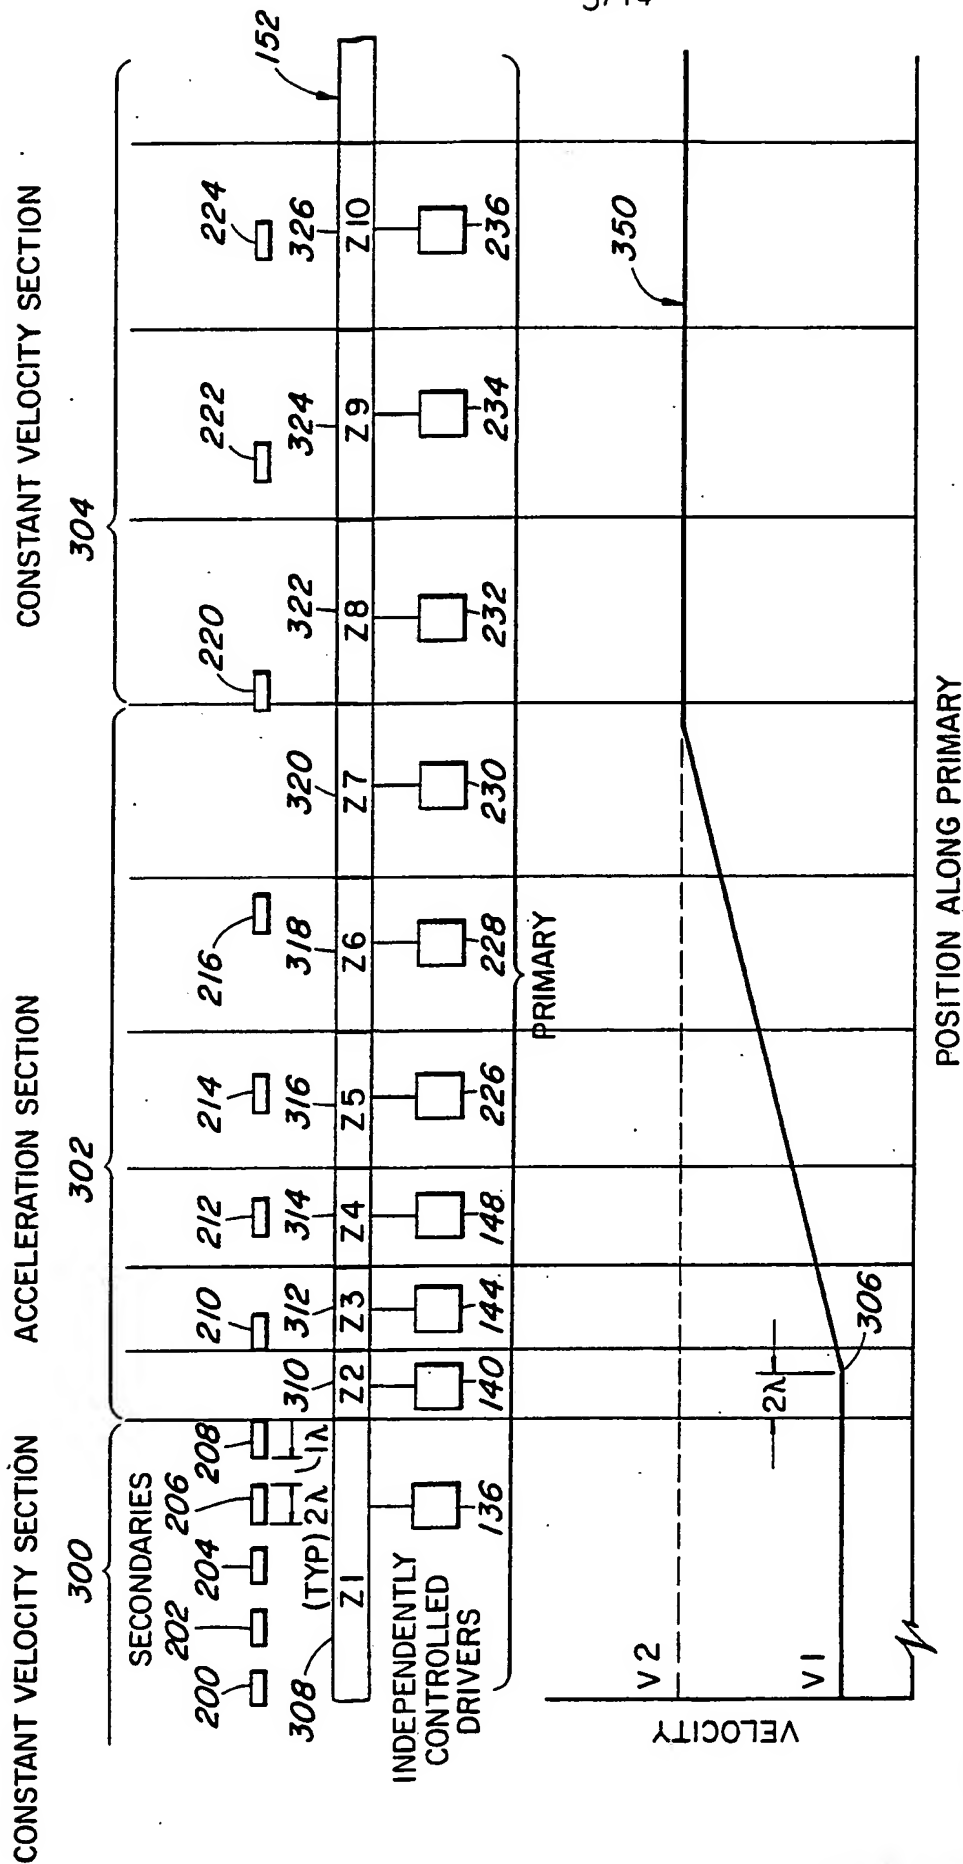 CONSTANT VELOCITY SECTION ACCELERATION SECTION CONSTANT VELOCITY SECTION
300 302 304
SECONDARIES
200 202 204 206 208 210 212 214 216 220 222 224
(TYP) 2λ 1λ
308 310 312 314 316 318 320 322 324 326 152
Z1 Z2 Z3 Z4 Z5 Z6 Z7 Z8 Z9 Z10
INDEPENDENTLY
CONTROLLED
DRIVERS
136 140 144 148 226 228 230 232 234 236
PRIMARY
VELOCITY
V2
V1
2λ
306
350
POSITION ALONG PRIMARY